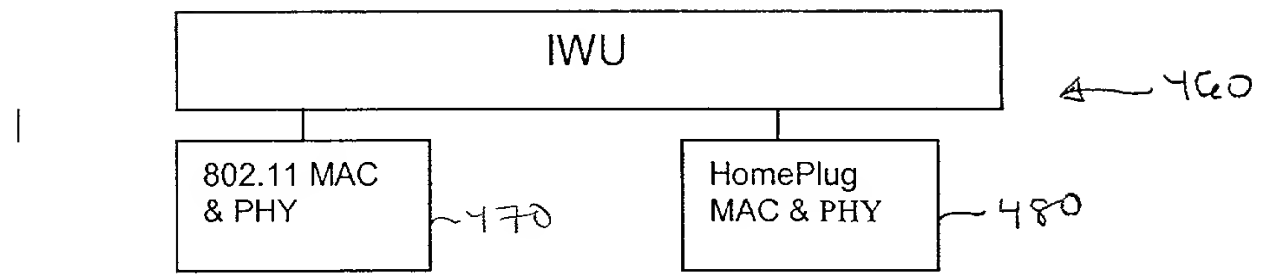 IWU
460
802.11 MAC
& PHY
470
HomePlug
MAC & PHY
480